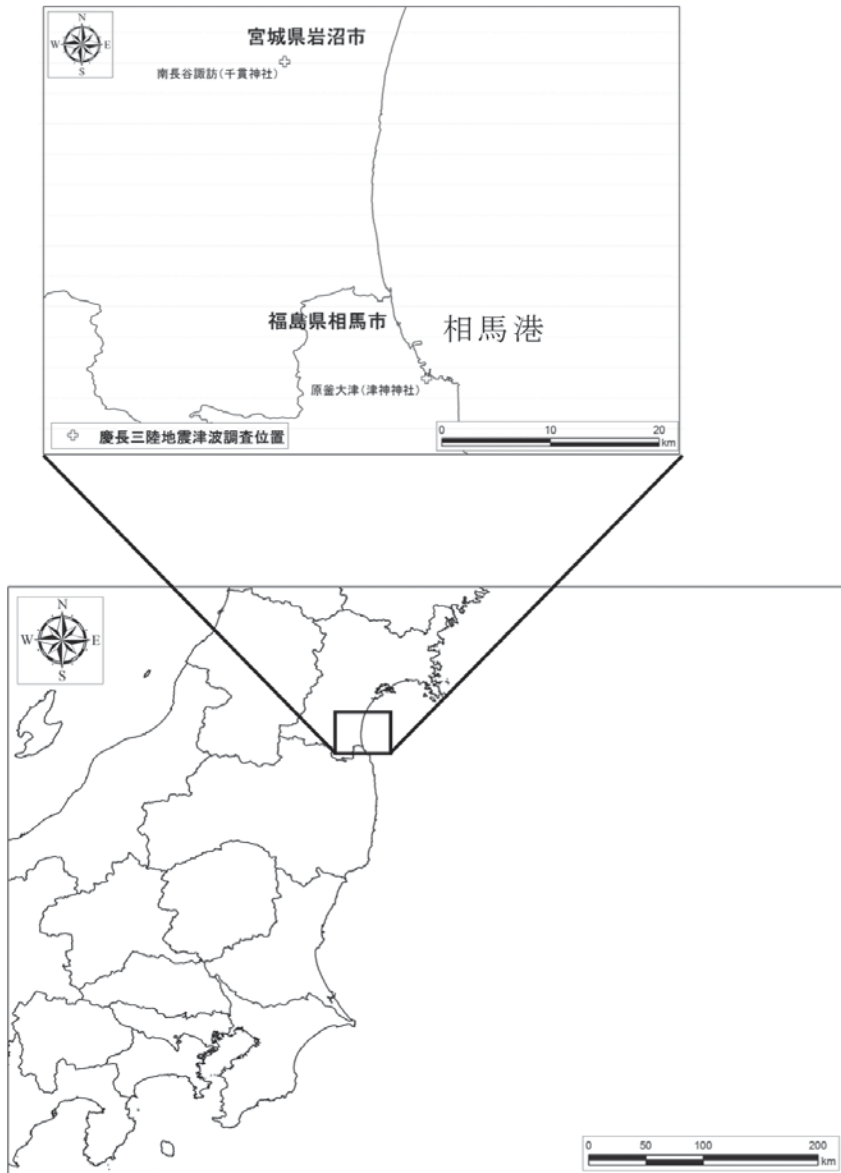 N
W E
S
宮城県岩沼市
南長谷諏訪(千貫神社)
福島県相馬市
相馬港
原釜大津(津神神社)
慶長三陸地震津波調査位置
0 10 20
km
N
W E
S
0 50 100 200
km